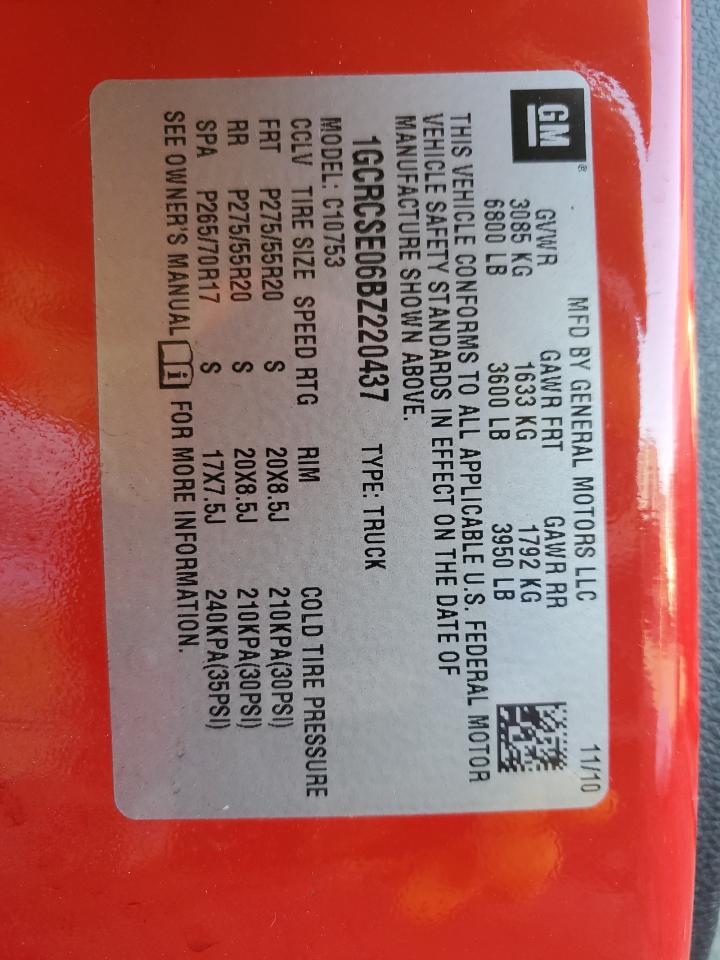 GM®
MFD BY GENERAL MOTORS LLC 11/10
GVWR GAWR FRT GAWR RR
3085 KG 1633 KG 1792 KG
6800 LB 3600 LB 3950 LB
THIS VEHICLE CONFORMS TO ALL APPLICABLE U.S. FEDERAL MOTOR
VEHICLE SAFETY STANDARDS IN EFFECT ON THE DATE OF
MANUFACTURE SHOWN ABOVE.
1GCRCSE06BZ220437 TYPE: TRUCK
MODEL: C10753
CCLV TIRE SIZE SPEED RTG RIM COLD TIRE PRESSURE
FRT P275/55R20 S 20X8.5J 210KPA(30PSI)
RR P275/55R20 S 20X8.5J 210KPA(30PSI)
SPA P265/70R17 S 17X7.5J 240KPA(35PSI)
SEE OWNER'S MANUAL i FOR MORE INFORMATION.